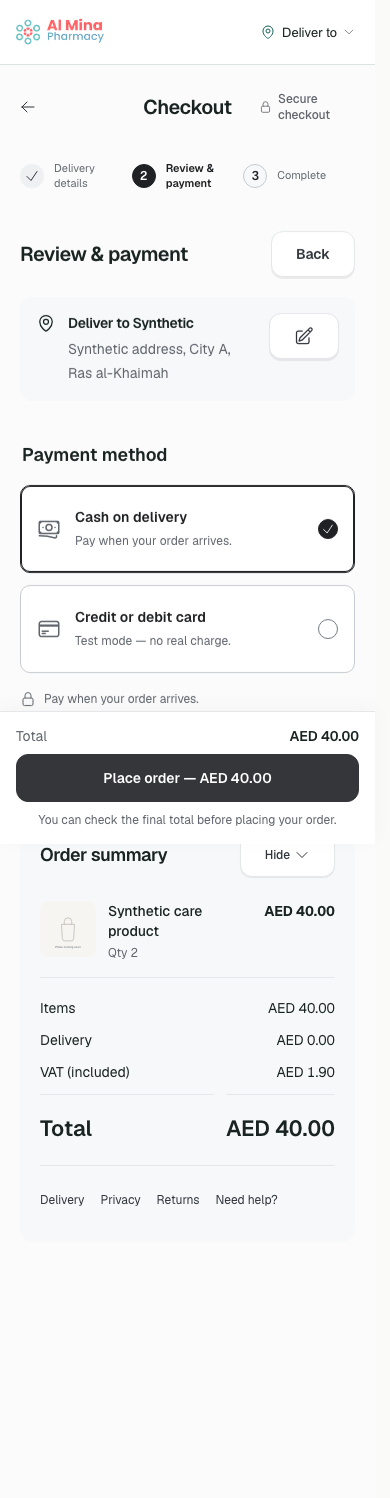 Al Mina
Pharmacy
Deliver to
Checkout
Secure
checkout
Delivery
details
2
Review &
payment
3
Complete
Review & payment
Back
Deliver to Synthetic
Synthetic address, City A,
Ras al-Khaimah
Payment method
Cash on delivery
Pay when your order arrives.
Credit or debit card
Test mode — no real charge.
Pay when your order arrives.
Total
AED 40.00
Place order — AED 40.00
You can check the final total before placing your order.
Order summary
Hide
Synthetic care
product
AED 40.00
Qty 2
Items
AED 40.00
Delivery
AED 0.00
VAT (included)
AED 1.90
Total
AED 40.00
Delivery
Privacy
Returns
Need help?